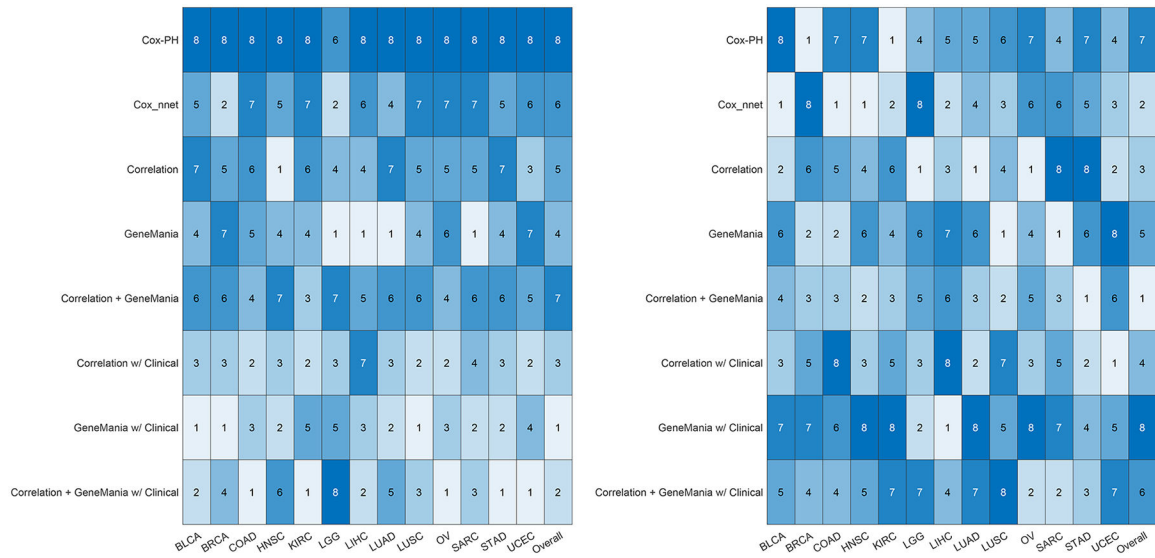 Cox-PH 8 8 8 8 8 6 8 8 8 8 8 8 8 8
Cox_nnet 5 2 7 5 7 2 6 4 7 7 7 5 6 6
Correlation 7 5 6 1 6 4 4 7 5 5 5 7 3 5
GeneMania 4 7 5 4 4 1 1 1 4 6 1 4 7 4
Correlation + GeneMania 6 6 4 7 3 7 5 6 6 4 6 6 5 7
Correlation w/ Clinical 3 3 2 3 2 3 7 3 2 2 4 3 2 3
GeneMania w/ Clinical 1 1 3 2 5 5 3 2 1 3 2 2 4 1
Correlation + GeneMania w/ Clinical 2 4 1 6 1 8 2 5 3 1 3 1 1 2
BLCA BRCA COAD HNSC KIRC LGG LIHC LUAD LUSC OV SARC STAD UCEC Overall
Cox-PH 8 1 7 7 1 4 5 5 6 7 4 7 4 7
Cox_nnet 1 8 1 1 2 8 2 4 3 6 6 5 3 2
Correlation 2 6 5 4 6 1 3 1 4 1 8 8 2 3
GeneMania 6 2 2 6 4 6 7 6 1 4 1 6 8 5
Correlation + GeneMania 4 3 3 2 3 5 6 3 2 5 3 1 6 1
Correlation w/ Clinical 3 5 8 3 5 3 8 2 7 3 5 2 1 4
GeneMania w/ Clinical 7 7 6 8 8 2 1 8 5 8 7 4 5 8
Correlation + GeneMania w/ Clinical 5 4 4 5 7 7 4 7 8 2 2 3 7 6
BLCA BRCA COAD HNSC KIRC LGG LIHC LUAD LUSC OV SARC STAD UCEC Overall